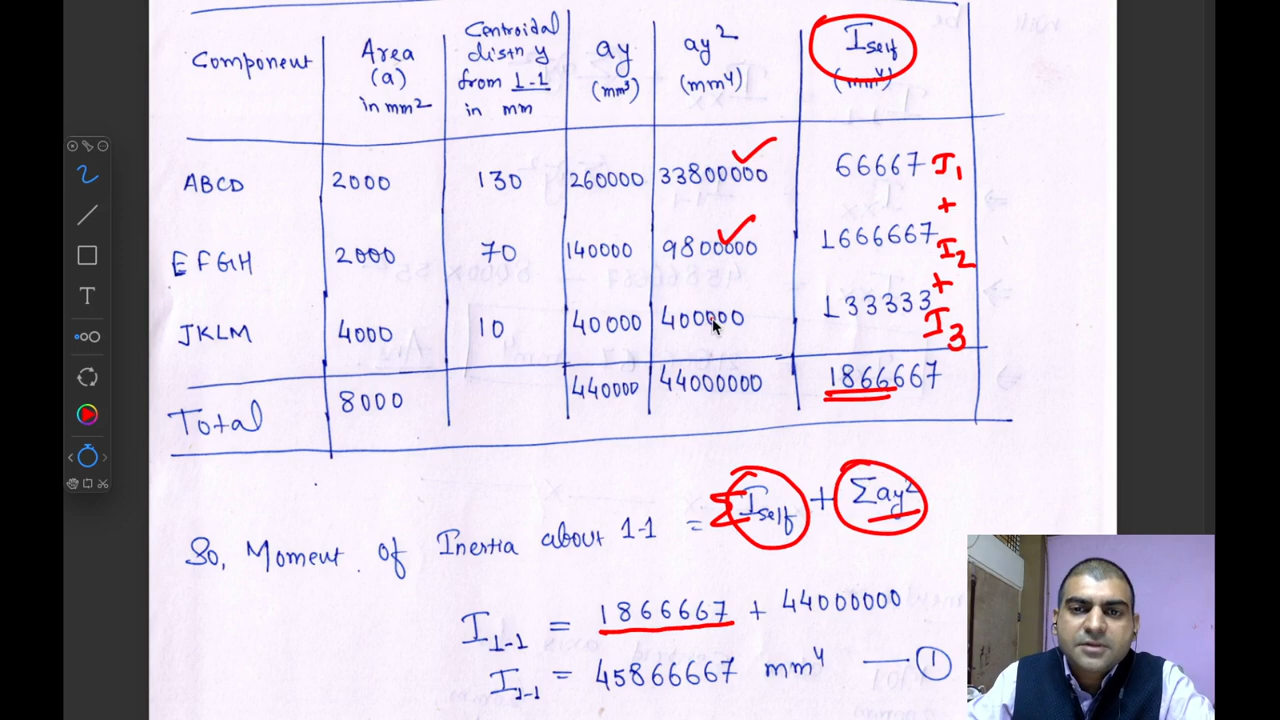 Component Area (a) in mm2 Centroidal distn y from 1-1 in mm ay (mm³) ay² (mm⁴) Iself (mm⁴)
ABCD 2000 130 260000 33800000 66667 I1
+
EFGH 2000 70 140000 9800000 1666667 I2
+
JKLM 4000 10 40000 400000 133333 I3
Total 8000 440000 44000000 1866667
So, Moment of Inertia about 1-1 = ΣIself + Σay²
I1-1 = 1866667 + 44000000
I1-1 = 45866667 mm⁴ — ①
T